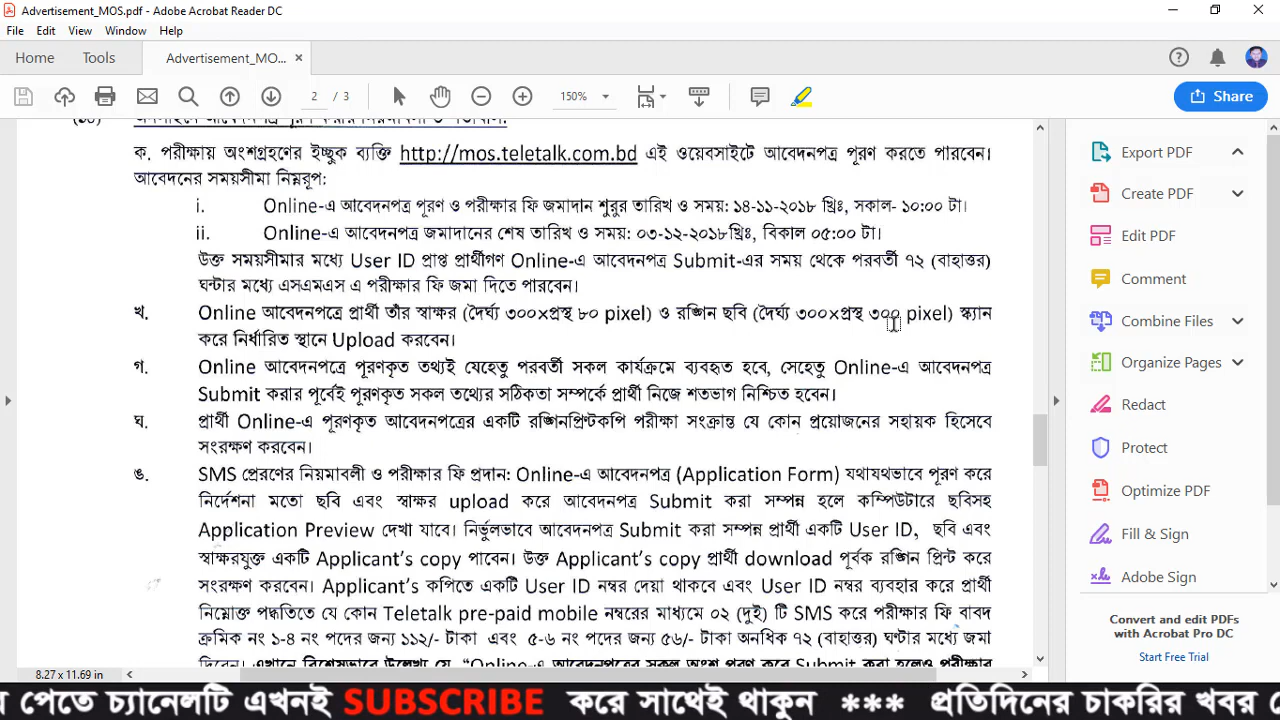 Advertisement_MOS.pdf - Adobe Acrobat Reader DC
File Edit View Window Help
Home Tools Advertisement_MO... ×
2 / 3 150% Share
ক. পরীক্ষায় অংশগ্রহণের ইচ্ছুক ব্যক্তি http://mos.teletalk.com.bd এই ওয়েবসাইটে আবেদনপত্র পূরণ করতে পারবেন।
আবেদনের সময়সীমা নিম্নরূপ:
i. Online-এ আবেদনপত্র পূরণ ও পরীক্ষার ফি জমাদান শুরুর তারিখ ও সময়: ১৪-১১-২০১৮ খ্রিঃ, সকাল- ১০:০০ টা।
ii. Online-এ আবেদনপত্র জমাদানের শেষ তারিখ ও সময়: ০৩-১২-২০১৮খ্রিঃ, বিকাল ০৫:০০ টা।
উক্ত সময়সীমার মধ্যে User ID প্রাপ্ত প্রার্থীগণ Online-এ আবেদনপত্র Submit-এর সময় থেকে পরবর্তী ৭২ (বাহাত্তর)
ঘন্টার মধ্যে এসএমএস এ পরীক্ষার ফি জমা দিতে পারবেন।
খ. Online আবেদনপত্রে প্রার্থী তাঁর স্বাক্ষর (দৈর্ঘ্য ৩০০×প্রস্থ ৮০ pixel) ও রঙ্গিন ছবি (দৈর্ঘ্য ৩০০×প্রস্থ ৩০০ pixel) স্ক্যান
করে নির্ধারিত স্থানে Upload করবেন।
গ. Online আবেদনপত্রে পূরণকৃত তথ্যই যেহেতু পরবর্তী সকল কার্যক্রমে ব্যবহৃত হবে, সেহেতু Online-এ আবেদনপত্র
Submit করার পূর্বেই পূরণকৃত সকল তথ্যের সঠিকতা সম্পর্কে প্রার্থী নিজে শতভাগ নিশ্চিত হবেন।
ঘ. প্রার্থী Online-এ পূরণকৃত আবেদনপত্রের একটি রঙ্গিনপ্রিন্টকপি পরীক্ষা সংক্রান্ত যে কোন প্রয়োজনের সহায়ক হিসেবে
সংরক্ষণ করবেন।
ঙ. SMS প্রেরণের নিয়মাবলী ও পরীক্ষার ফি প্রদান: Online-এ আবেদনপত্র (Application Form) যথাযথভাবে পূরণ করে
নির্দেশনা মতো ছবি এবং স্বাক্ষর upload করে আবেদনপত্র Submit করা সম্পন্ন হলে কম্পিউটারে ছবিসহ
Application Preview দেখা যাবে। নির্ভুলভাবে আবেদনপত্র Submit করা সম্পন্ন প্রার্থী একটি User ID, ছবি এবং
স্বাক্ষরযুক্ত একটি Applicant's copy পাবেন। উক্ত Applicant's copy প্রার্থী download পূর্বক রঙ্গিন প্রিন্ট করে
সংরক্ষণ করবেন। Applicant's কপিতে একটি User ID নম্বর দেয়া থাকবে এবং User ID নম্বর ব্যবহার করে প্রার্থী
নিম্নোক্ত পদ্ধতিতে যে কোন Teletalk pre-paid mobile নম্বরের মাধ্যমে ০২ (দুই) টি SMS করে পরীক্ষার ফি বাবদ
ক্রমিক নং ১-৪ নং পদের জন্য ১১২/- টাকা এবং ৫-৬ নং পদের জন্য ৫৬/- টাকা অনধিক ৭২ (বাহাত্তর) ঘণ্টার মধ্যে জমা
দিবেন। এখানে বিশেষভাবে উল্লেখ্য যে, "Online-এ আবেদনপত্রের সকল অংশ পূরণ করে Submit করা হলেও পরীক্ষার
8.27 x 11.69 in
Export PDF
Create PDF
Edit PDF
Comment
Combine Files
Organize Pages
Redact
Protect
Optimize PDF
Fill & Sign
Adobe Sign
Convert and edit PDFs
with Acrobat Pro DC
Start Free Trial
পেতে চ্যানেলটি এখনই SUBSCRIBE করে সাথেই থাকুন *** প্রতিদিনের চাকরির খবর